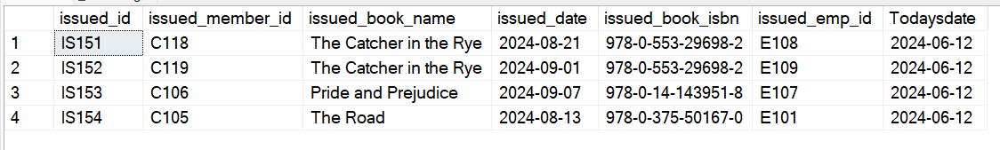 issued_id issued_member_id issued_book_name issued_date issued_book_isbn issued_emp_id Todaysdate
1 IS151 C118 The Catcher in the Rye 2024-08-21 978-0-553-29698-2 E108 2024-06-12
2 IS152 C119 The Catcher in the Rye 2024-09-01 978-0-553-29698-2 E109 2024-06-12
3 IS153 C106 Pride and Prejudice 2024-09-07 978-0-14-143951-8 E107 2024-06-12
4 IS154 C105 The Road 2024-08-13 978-0-375-50167-0 E101 2024-06-12